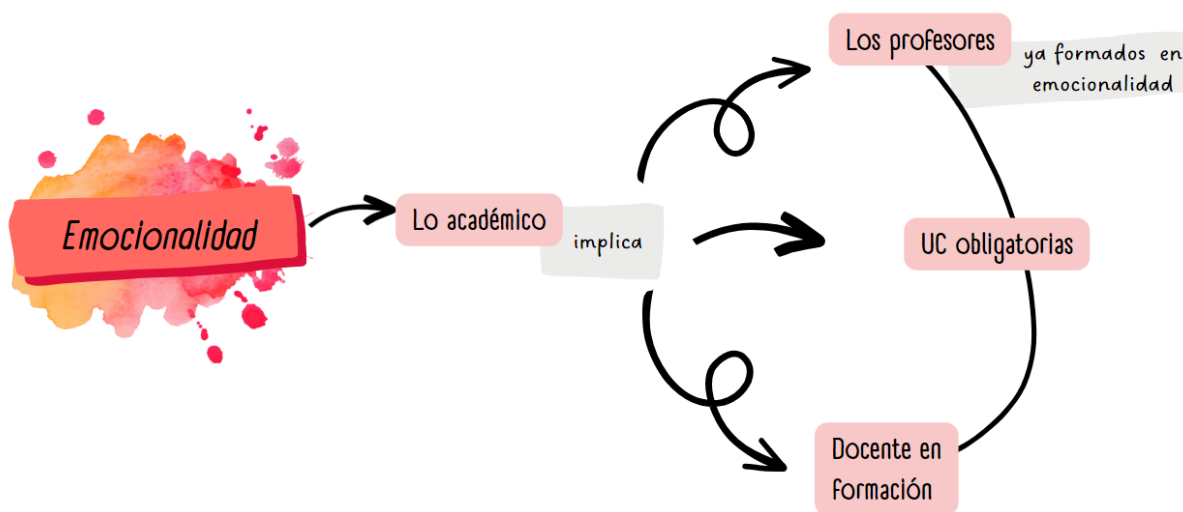 Los profesores
ya formados en
emocionalidad
Emocionalidad
Lo académico
implica
UC obligatorias
Docente en
formación